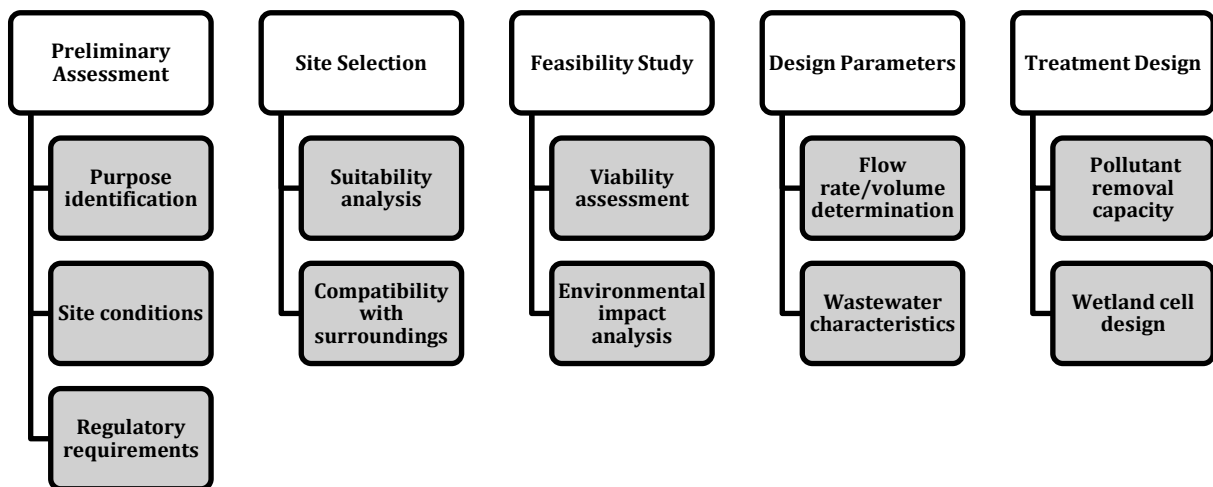 Preliminary
Assessment
Purpose
identification
Site conditions
Regulatory
requirements
Site Selection
Suitability
analysis
Compatibility
with
surroundings
Feasibility Study
Viability
assessment
Environmental
impact
analysis
Design Parameters
Flow
rate/volume
determination
Wastewater
characteristics
Treatment Design
Pollutant
removal
capacity
Wetland cell
design